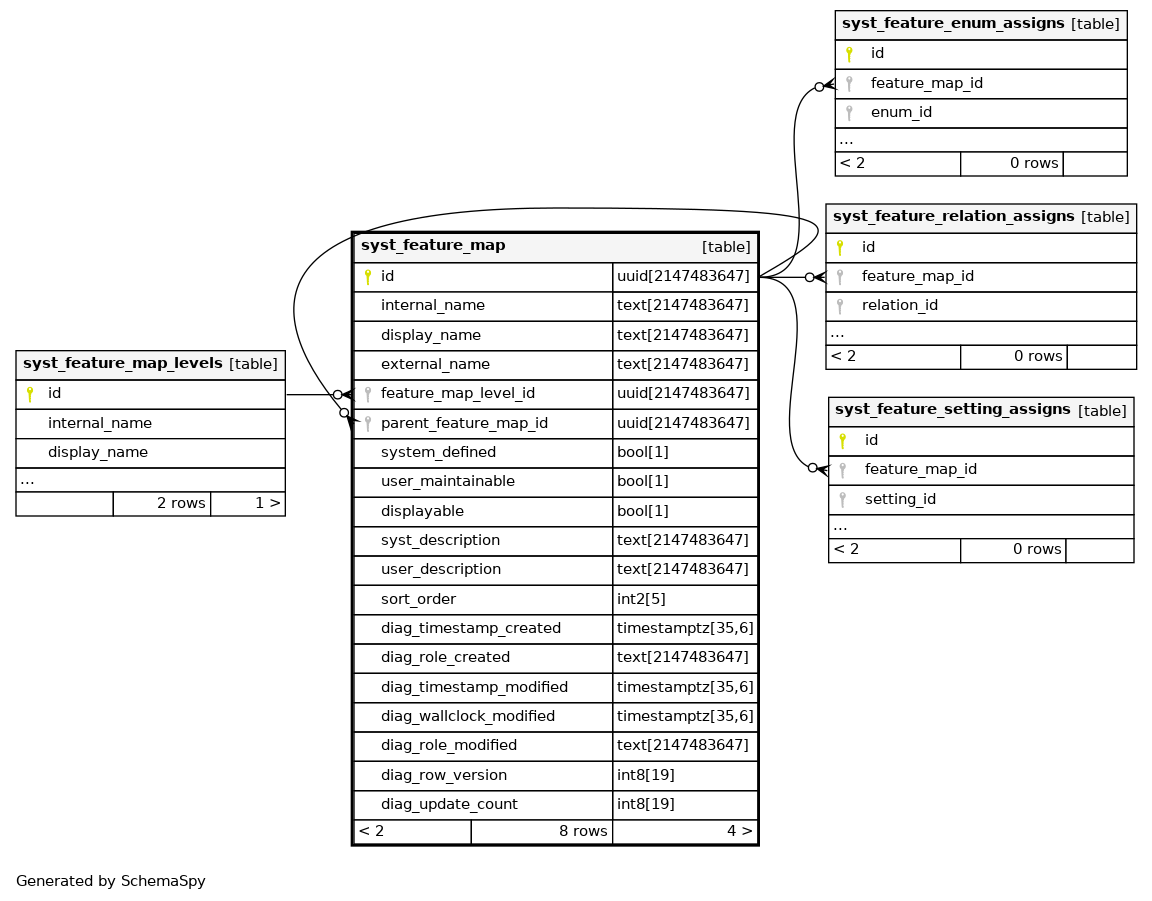 syst_feature_enum_assigns [table]
id
feature_map_id
enum_id
...
< 2 0 rows
syst_feature_relation_assigns [table]
id
feature_map_id
relation_id
...
< 2 0 rows
syst_feature_map [table]
id uuid[2147483647]
internal_name text[2147483647]
display_name text[2147483647]
external_name text[2147483647]
feature_map_level_id uuid[2147483647]
parent_feature_map_id uuid[2147483647]
system_defined bool[1]
user_maintainable bool[1]
displayable bool[1]
syst_description text[2147483647]
user_description text[2147483647]
sort_order int2[5]
diag_timestamp_created timestamptz[35,6]
diag_role_created text[2147483647]
diag_timestamp_modified timestamptz[35,6]
diag_wallclock_modified timestamptz[35,6]
diag_role_modified text[2147483647]
diag_row_version int8[19]
diag_update_count int8[19]
< 2 8 rows 4 >
syst_feature_map_levels [table]
id
internal_name
display_name
...
2 rows 1 >
syst_feature_setting_assigns [table]
id
feature_map_id
setting_id
...
< 2 0 rows
Generated by SchemaSpy